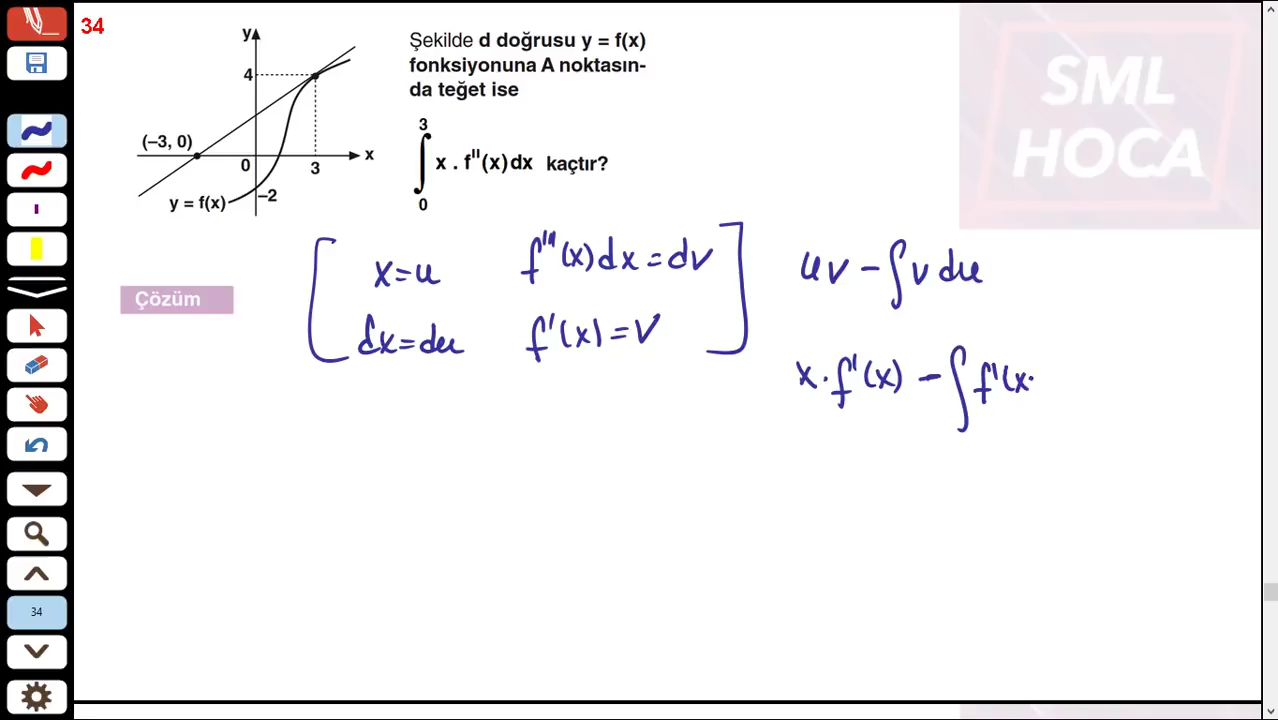 34
y
4
(–3, 0)
0
3
x
–2
y = f(x)
Şekilde d doğrusu y = f(x)
fonksiyonuna A noktasın-
da teğet ise
3
∫ x . f''(x) dx kaçtır?
0
SML
HOCA
Çözüm
x = u f''(x) dx = dv
dx = du f'(x) = v
uv – ∫ v du
x · f'(x) – ∫ f'(x
34